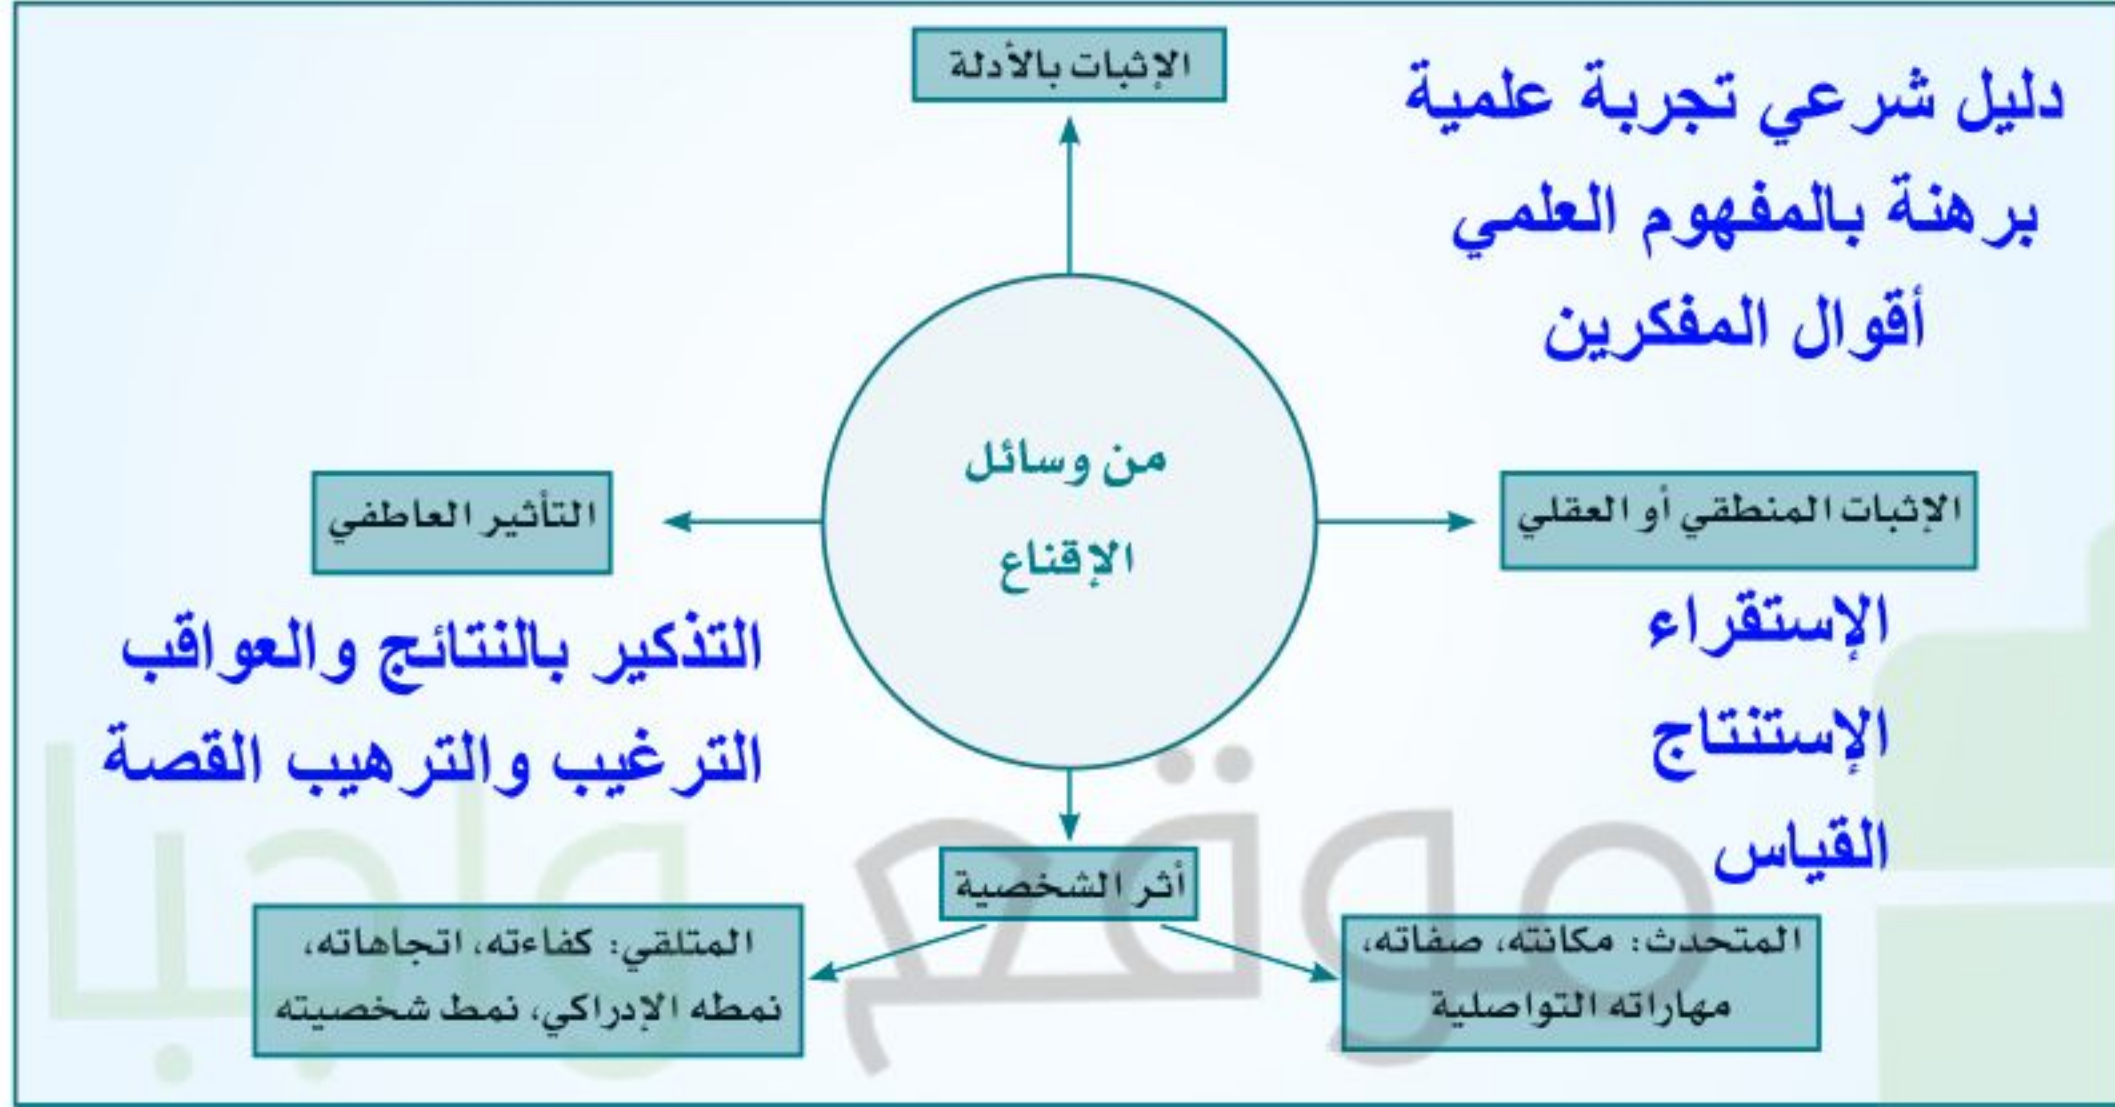 الإثبات بالأدلة
دليل شرعي تجربة علمية
برهنة بالمفهوم العلمي
أقوال المفكرين
من وسائل
الإقناع
الإثبات المنطقي أو العقلي
الإستقراء
الإستنتاج
القياس
التأثير العاطفي
التذكير بالنتائج والعواقب
الترغيب والترهيب القصة
أثر الشخصية
المتحدث: مكانته، صفاته،
مهاراته التواصلية
المتلقي: كفاءته، اتجاهاته،
نمطه الإدراكي، نمط شخصيته
موقع
واجبا